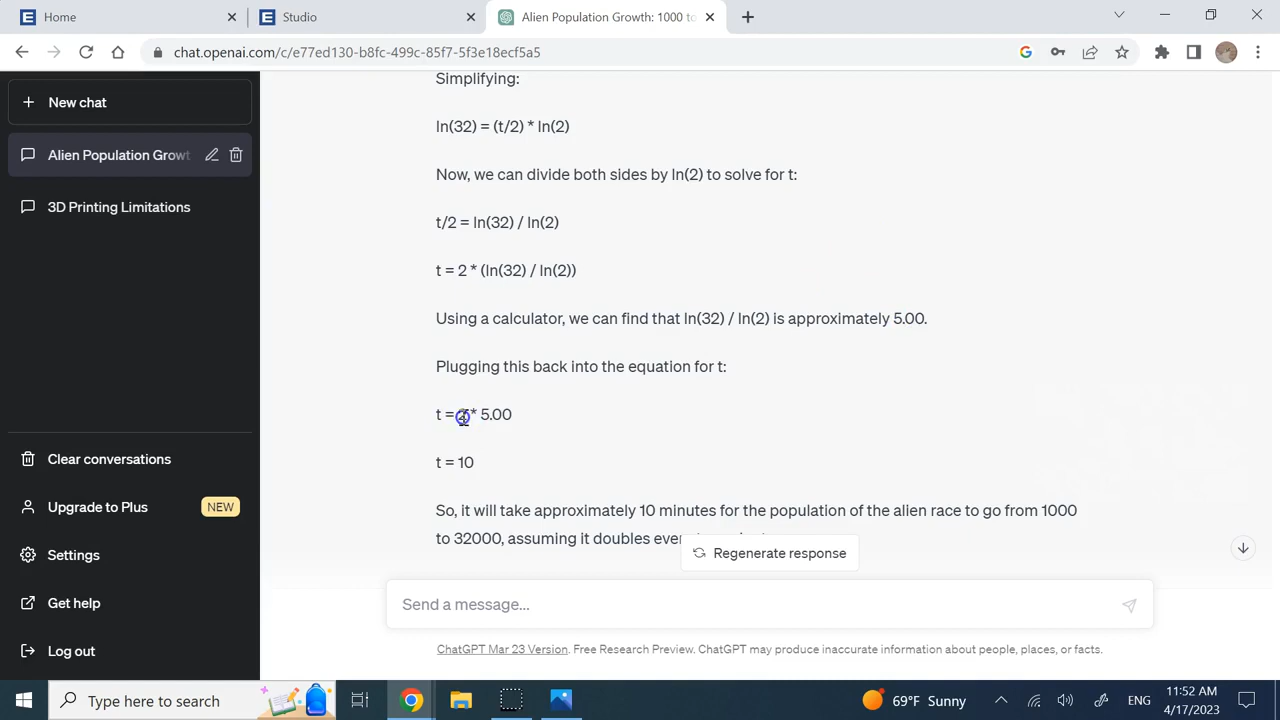 Home
Studio
Alien Population Growth: 1000 to
chat.openai.com/c/e77ed130-b8fc-499c-85f7-5f3e18ecf5a5
New chat
Alien Population Growt
3D Printing Limitations
Clear conversations
Upgrade to Plus NEW
Settings
Get help
Log out
Simplifying:
ln(32) = (t/2) * ln(2)
Now, we can divide both sides by ln(2) to solve for t:
t/2 = ln(32) / ln(2)
t = 2 * (ln(32) / ln(2))
Using a calculator, we can find that ln(32) / ln(2) is approximately 5.00.
Plugging this back into the equation for t:
t = 2 * 5.00
t = 10
So, it will take approximately 10 minutes for the population of the alien race to go from 1000
to 32000, assuming it doubles every
Regenerate response
Send a message...
ChatGPT Mar 23 Version. Free Research Preview. ChatGPT may produce inaccurate information about people, places, or facts.
Type here to search
69°F Sunny
ENG
11:52 AM
4/17/2023